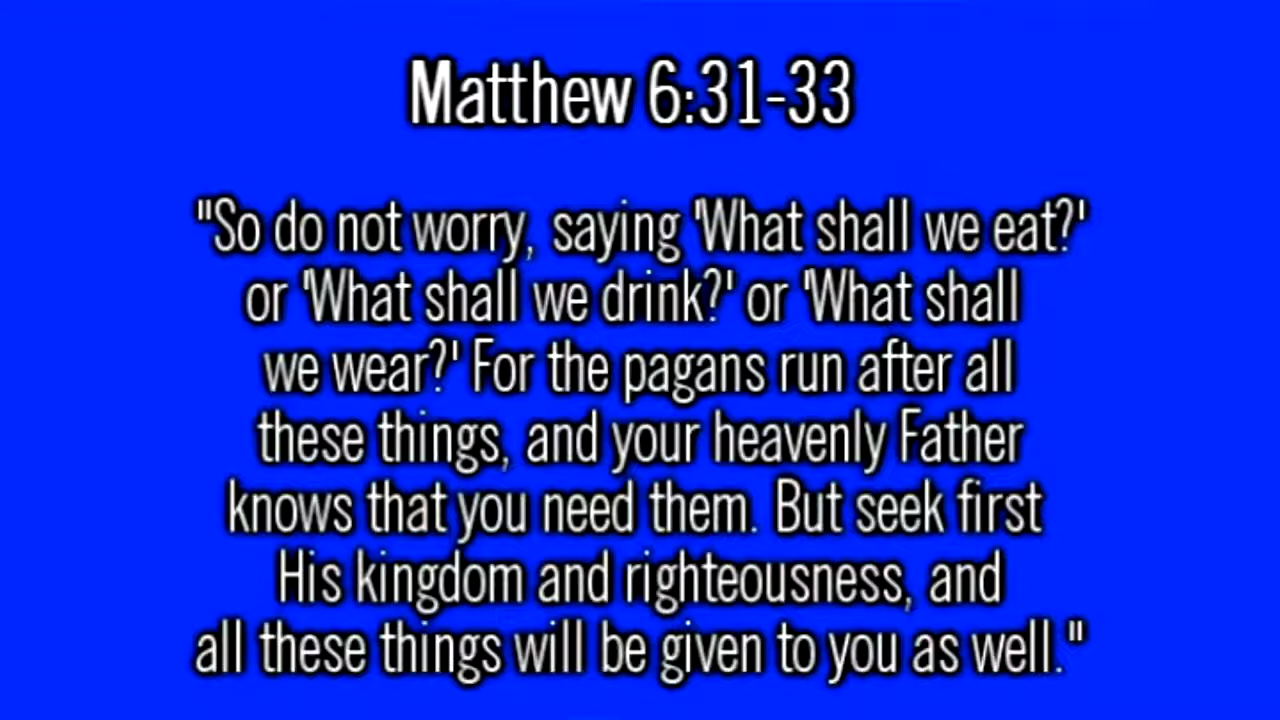 Matthew 6:31-33
"So do not worry, saying 'What shall we eat?'
or 'What shall we drink?' or 'What shall
we wear?' For the pagans run after all
these things, and your heavenly Father
knows that you need them. But seek first
His kingdom and righteousness, and
all these things will be given to you as well."